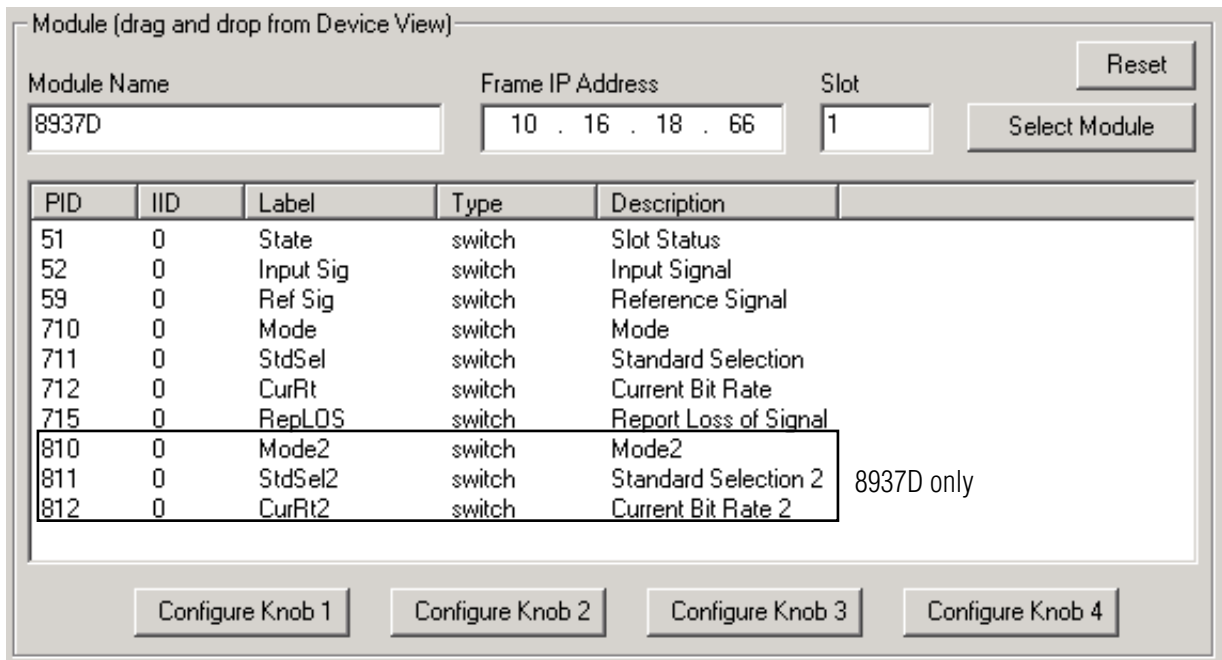 Module (drag and drop from Device View)
Reset
Module Name Frame IP Address Slot
8937D 10 . 16 . 18 . 66 1 Select Module
PID IID Label Type Description
51 0 State switch Slot Status
52 0 Input Sig switch Input Signal
59 0 Ref Sig switch Reference Signal
710 0 Mode switch Mode
711 0 StdSel switch Standard Selection
712 0 CurRt switch Current Bit Rate
715 0 RepLOS switch Report Loss of Signal
810 0 Mode2 switch Mode2
811 0 StdSel2 switch Standard Selection 2 8937D only
812 0 CurRt2 switch Current Bit Rate 2
Configure Knob 1 Configure Knob 2 Configure Knob 3 Configure Knob 4